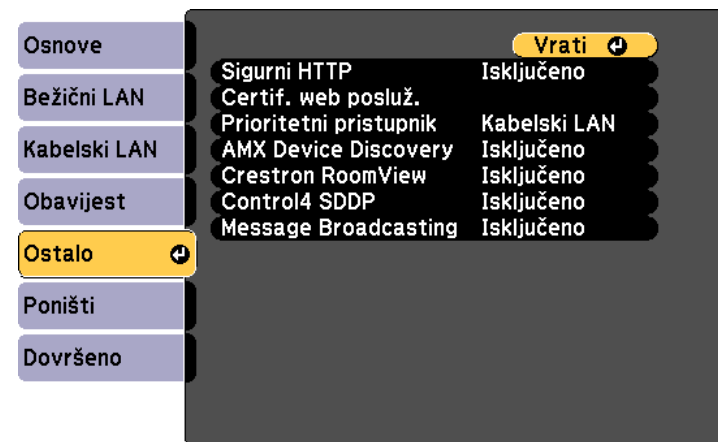 Osnove
Bežični LAN
Kabelski LAN
Obavijest
Ostalo
Poništi
Dovršeno
Vrati
Sigurni HTTP Isključeno
Certif. web posluž.
Prioritetni pristupnik Kabelski LAN
AMX Device Discovery Isključeno
Crestron RoomView Isključeno
Control4 SDDP Isključeno
Message Broadcasting Isključeno